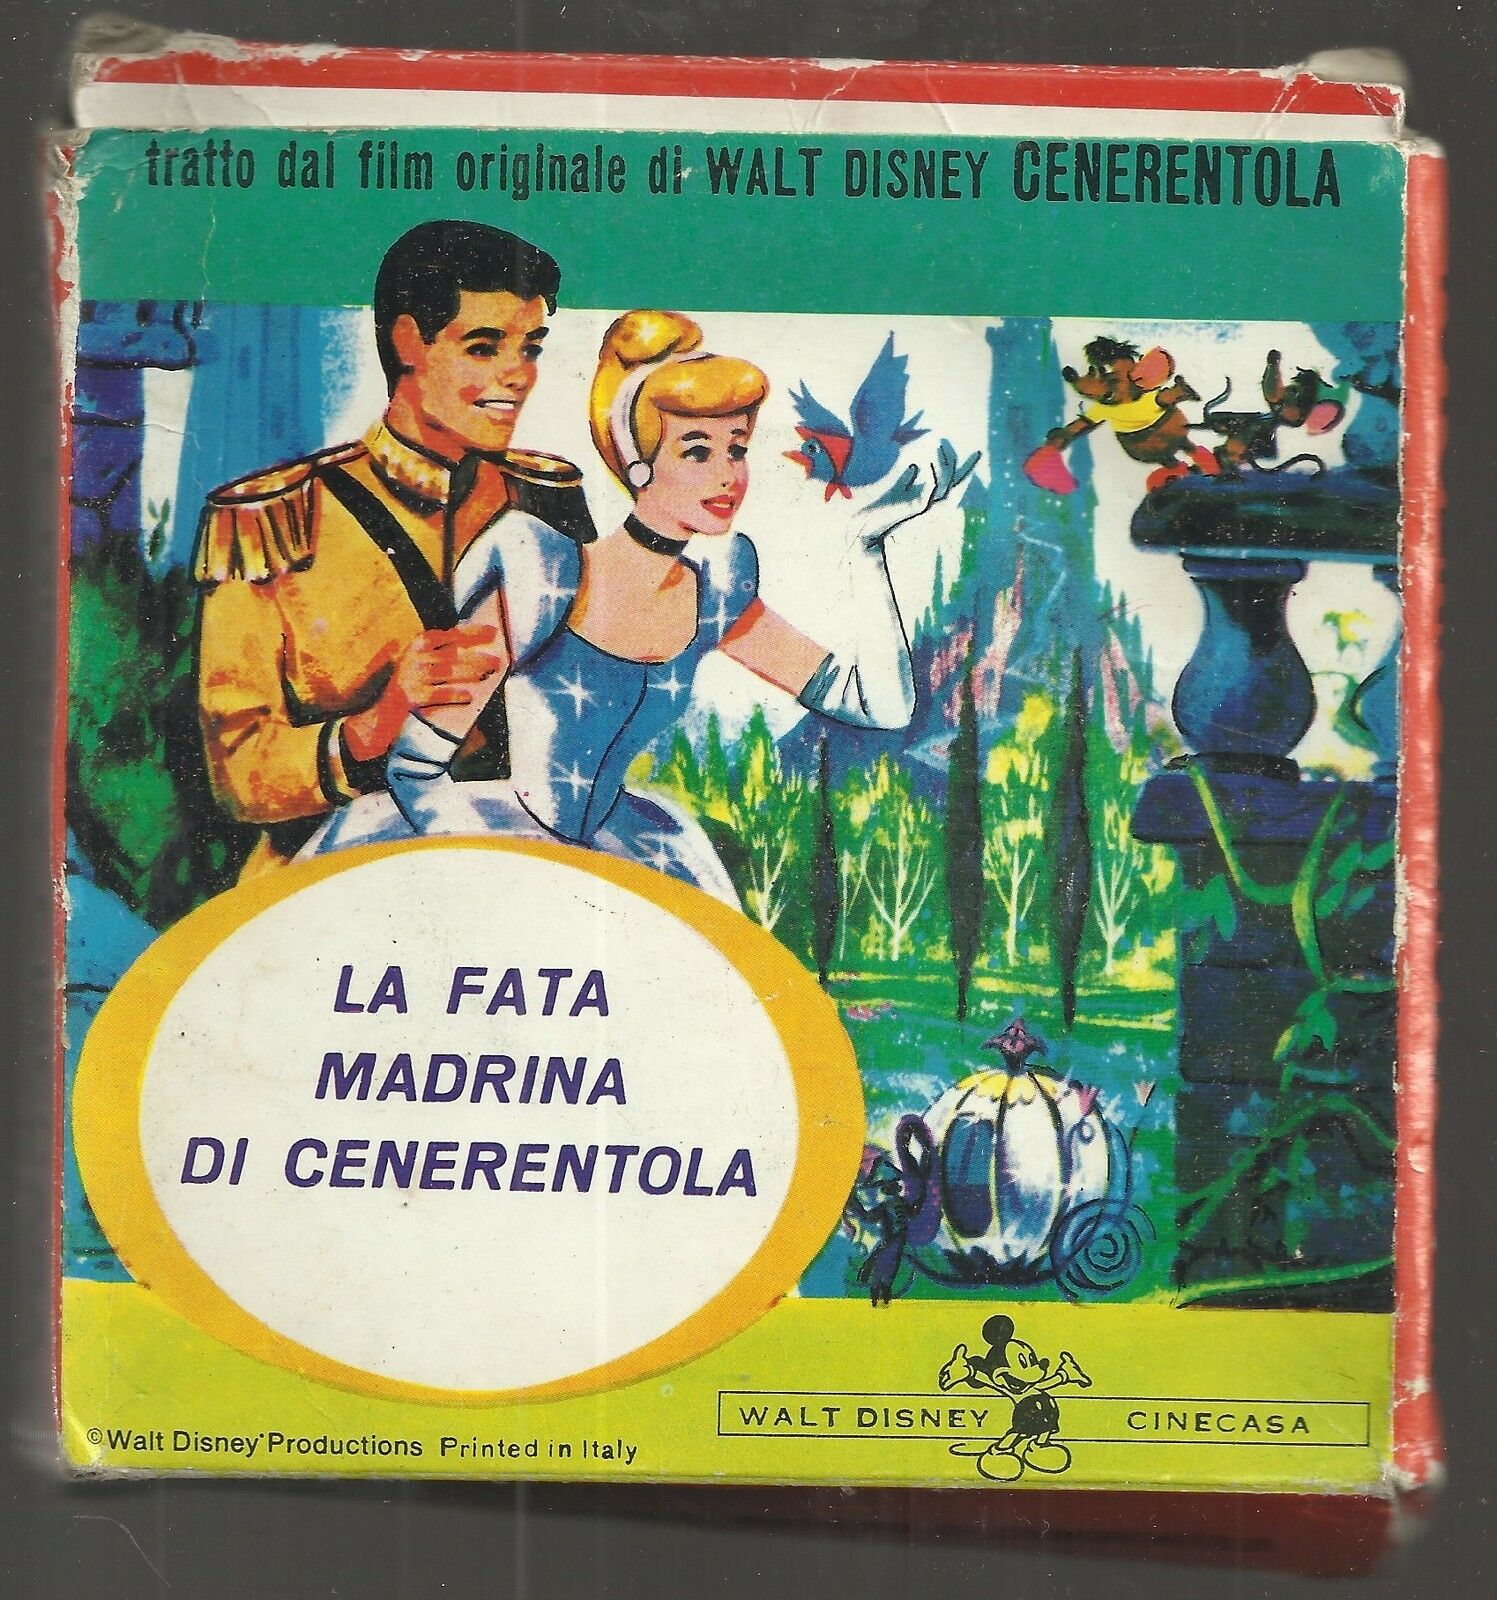 tratto dal film originale di WALT DISNEY CENERENTOLA
LA FATA
MADRINA
DI CENERENTOLA
WALT DISNEY CINECASA
©Walt Disney Productions Printed in Italy